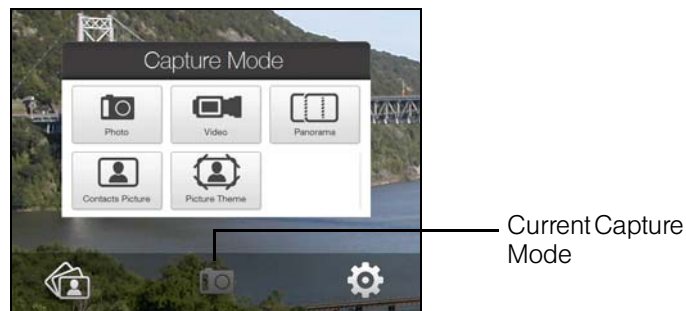 Capture Mode
Photo
Video
Panorama
Contacts Picture
Picture Theme
Current Capture
Mode